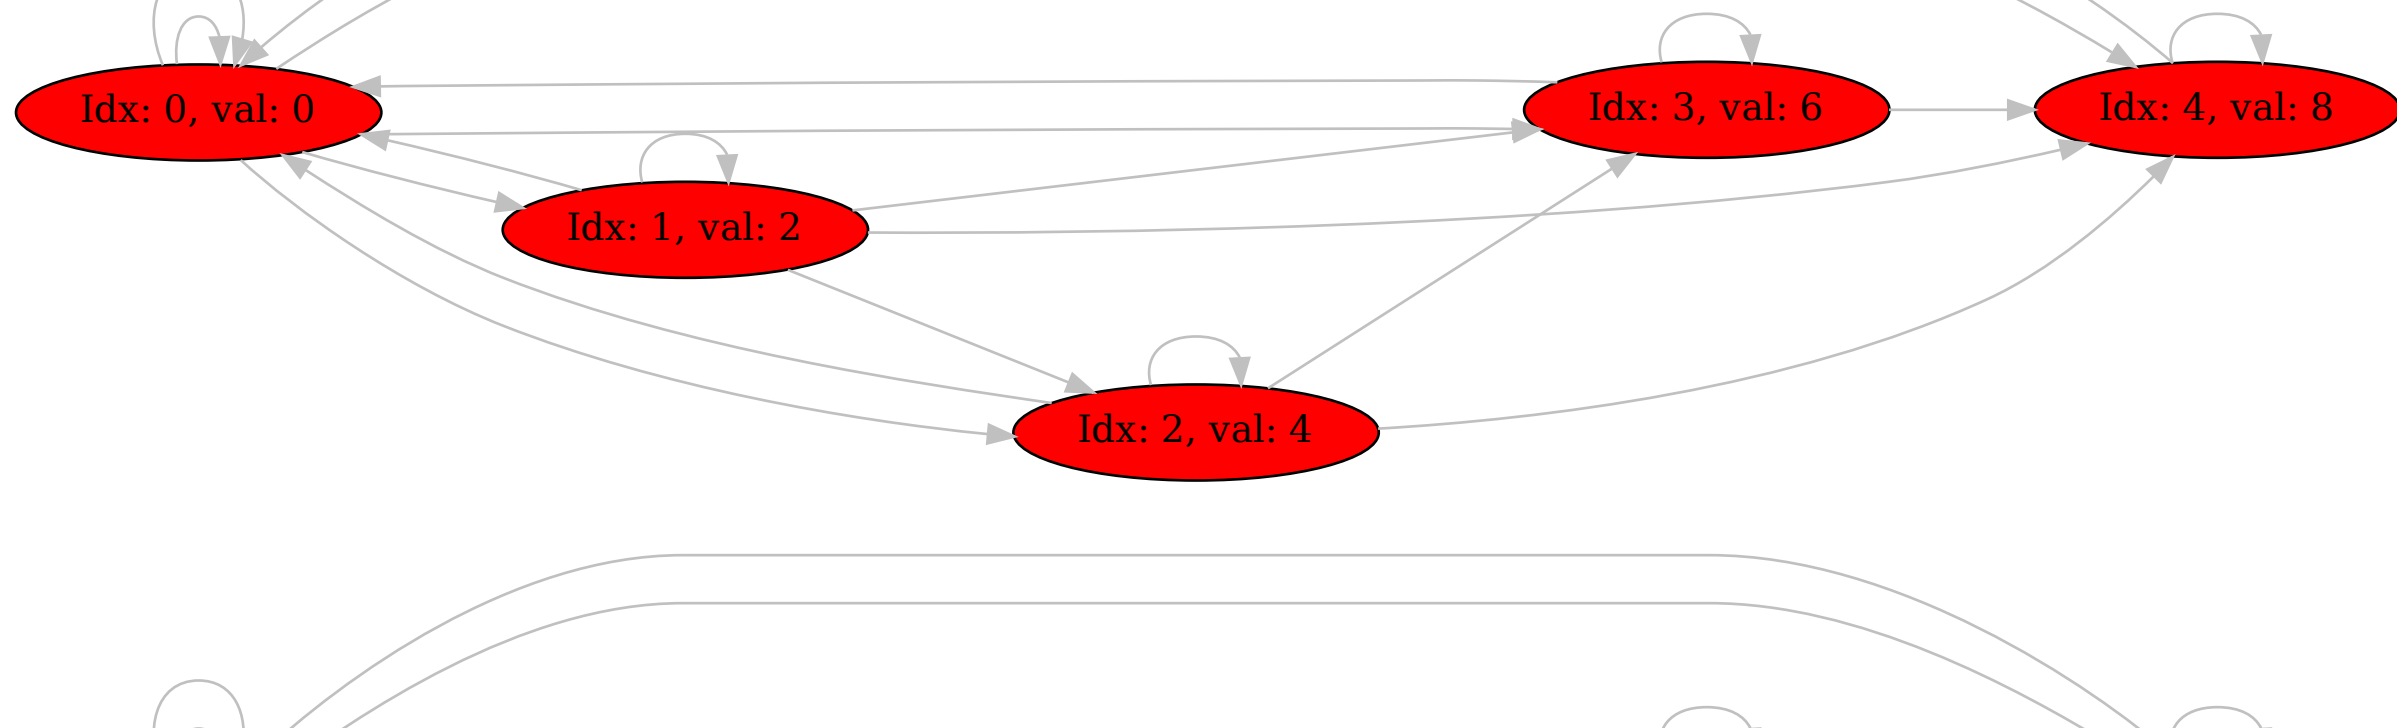 Idx: 0, val: 0
Idx: 3, val: 6
Idx: 4, val: 8
Idx: 1, val: 2
Idx: 2, val: 4